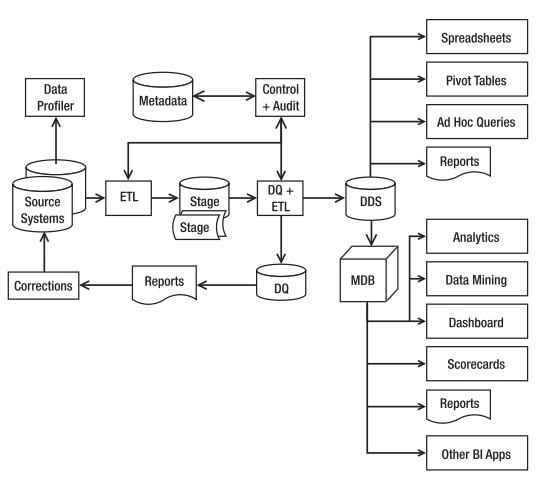 Spreadsheets
Pivot Tables
Ad Hoc Queries
Reports
Data
Profiler
Metadata
Control
+ Audit
Source
Systems
ETL
Stage
Stage
DQ +
ETL
DDS
Corrections
Reports
DQ
MDB
Analytics
Data Mining
Dashboard
Scorecards
Reports
Other BI Apps